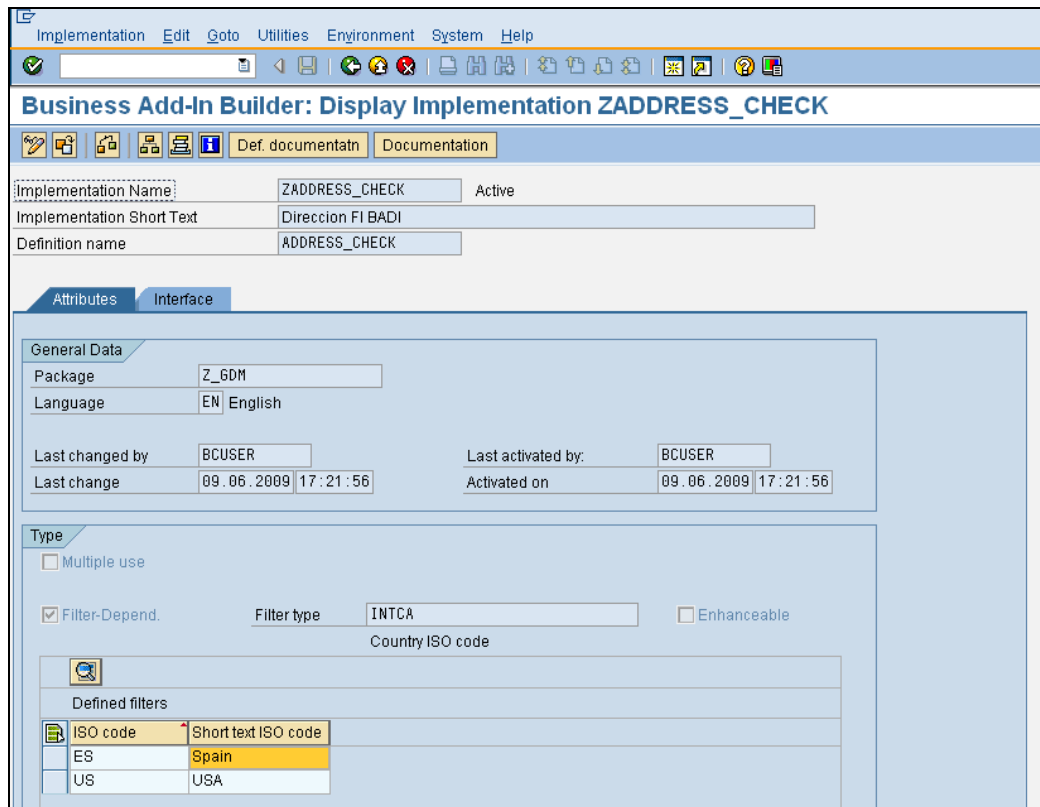 Implementation Edit Goto Utilities Environment System Help
Business Add-In Builder: Display Implementation ZADDRESS_CHECK
Def. documentatn Documentation
Implementation Name ZADDRESS_CHECK Active
Implementation Short Text Direccion FI BADI
Definition name ADDRESS_CHECK
Attributes Interface
General Data
Package Z_GDM
Language EN English
Last changed by BCUSER Last activated by: BCUSER
Last change 09.06.2009 17:21:56 Activated on 09.06.2009 17:21:56
Type
Multiple use
Filter-Depend. Filter type INTCA Enhanceable
Country ISO code
Defined filters
ISO code Short text ISO code
ES Spain
US USA